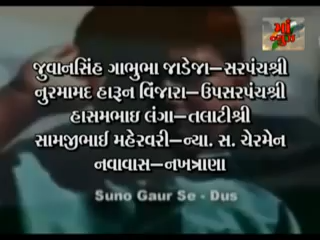 માઁ
ન્યુઝ
જુવાનસિંહ ગાભુભા જાડેજા–સરપંચશ્રી
નુરમામદ હારૂન વિંજારા–ઉપસરપંચશ્રી
હાસમભાઇ લંગા–તલાટીશ્રી
સામજીભાઈ મહેશ્વરી–ન્યા. સ. ચેરમેન
નવાવાસ–નખત્રાણા
Suno Gaur Se - Dus